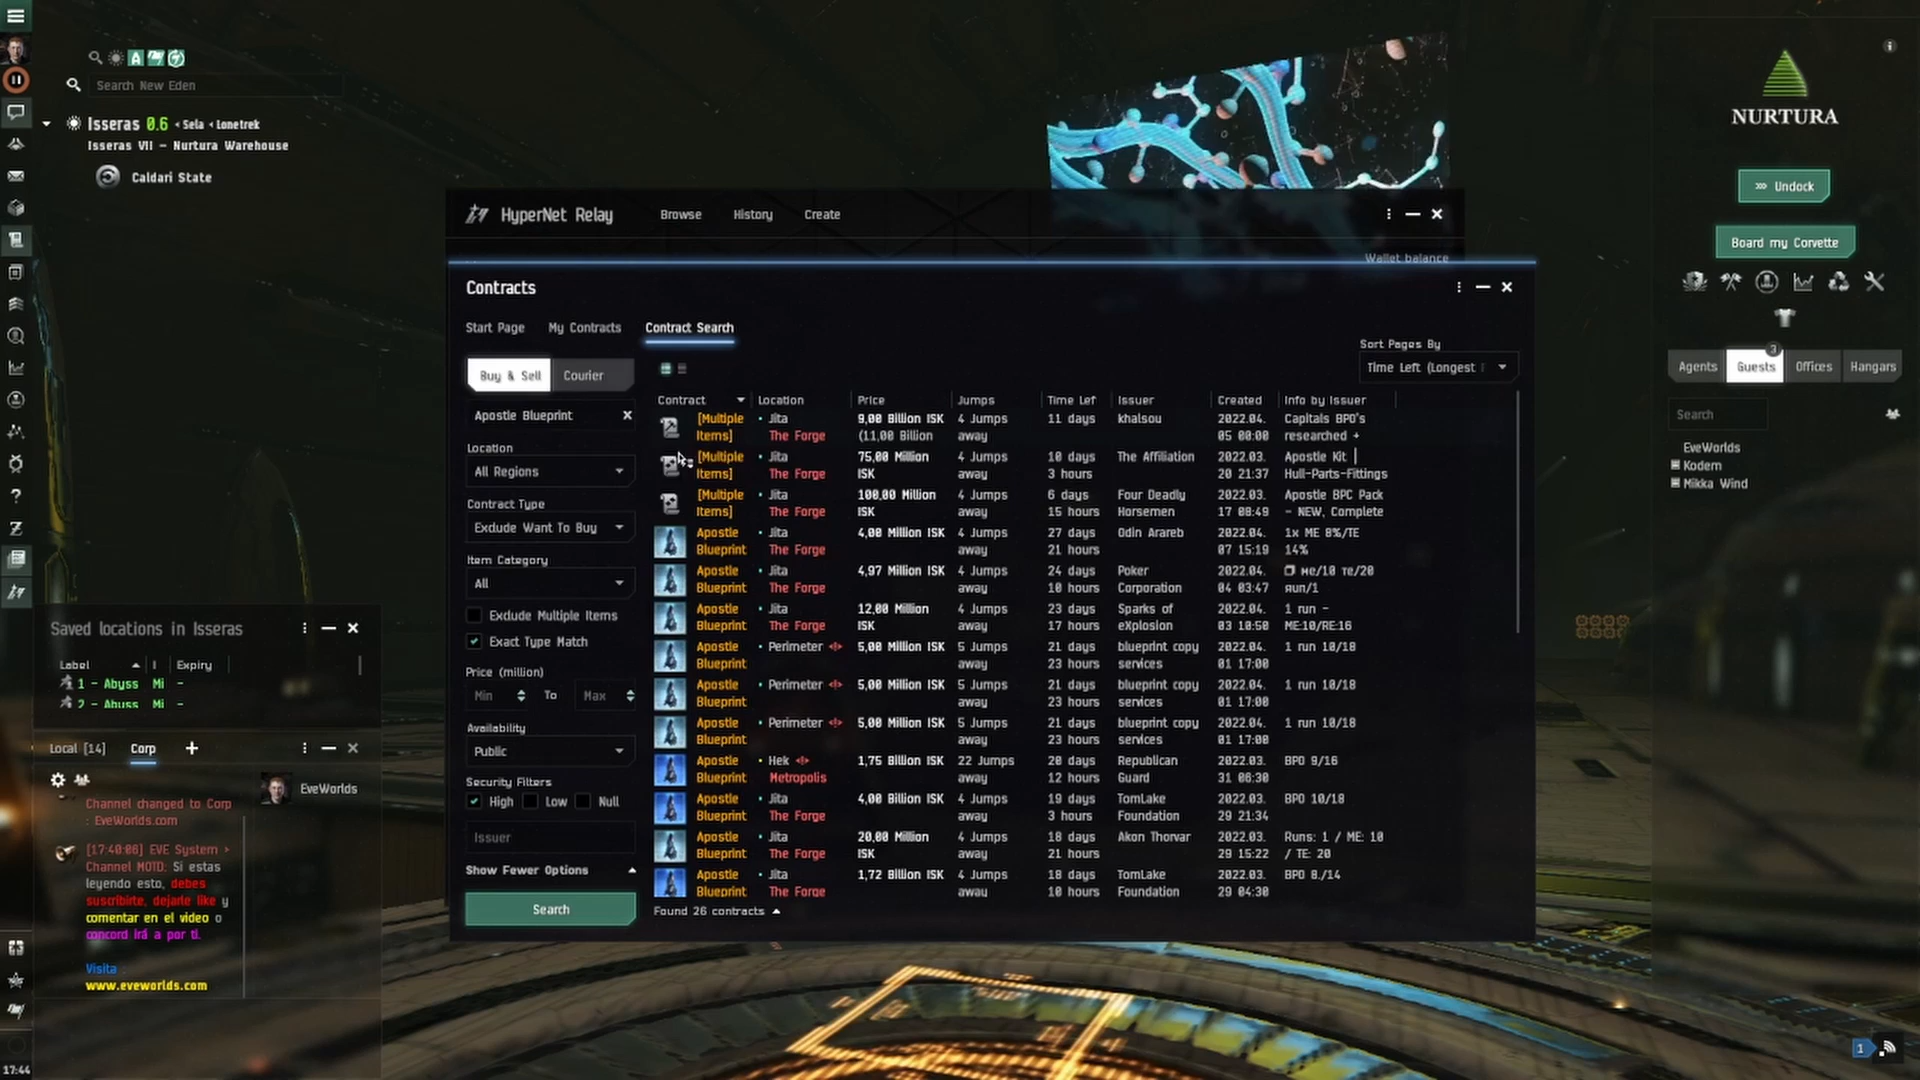 Search New Eden
Isseras 0.6 ‹ Sela ‹ Lonetrek
Isseras VII – Nurtura Warehouse
Caldari State
NURTURA
Undock
Board my Corvette
Agents
Guests
3
Offices
Hangars
Search
EveWorlds
Kodem
Mikka Wind
HyperNet Relay
Browse
History
Create
Wallet balance
Contracts
Start Page
My Contracts
Contract Search
Sort Pages By
Time Left (Longest
Buy & Sell
Courier
Apostle Blueprint
Location
All Regions
Contract Type
Exclude Want To Buy
Item Category
All
Exclude Multiple Items
Exact Type Match
Price (million)
Min
To
Max
Availability
Public
Security Filters
High
Low
Null
Issuer
Show Fewer Options
Search
Contract Location Price Jumps Time Lef Issuer Created Info by Issuer
[Multiple Jita 9,00 Billion ISK 4 Jumps 11 days khalsou 2022.04. Capitals BPO's
Items] The Forge (11,00 Billion away 05 00:00 researched +
[Multiple Jita 75,00 Million 4 Jumps 10 days The Affiliation 2022.03. Apostle Kit |
Items] The Forge ISK away 3 hours 20 21:37 Hull-Parts-Fittings
[Multiple Jita 100,00 Million 4 Jumps 6 days Four Deadly 2022.03. Apostle BPC Pack
Items] The Forge ISK away 15 hours Horsemen 17 08:49 - NEW, Complete
Apostle Jita 4,00 Million ISK 4 Jumps 27 days Odin Arareb 2022.04. 1x ME 8%/TE
Blueprint The Forge away 21 hours 07 15:19 14%
Apostle Jita 4,97 Million ISK 4 Jumps 24 days Poker 2022.04. ме/10 те/20
Blueprint The Forge away 10 hours Corporation 04 03:47 яun/1
Apostle Jita 12,00 Million 4 Jumps 23 days Sparks of 2022.04. 1 run -
Blueprint The Forge ISK away 17 hours eXplosion 03 10:50 ME:10/RE:16
Apostle Perimeter 5,00 Million ISK 5 Jumps 21 days blueprint copy 2022.04. 1 run 10/18
Blueprint away 23 hours services 01 17:00
Apostle Perimeter 5,00 Million ISK 5 Jumps 21 days blueprint copy 2022.04. 1 run 10/18
Blueprint away 23 hours services 01 17:00
Apostle Perimeter 5,00 Million ISK 5 Jumps 21 days blueprint copy 2022.04. 1 run 10/18
Blueprint away 23 hours services 01 17:00
Apostle Hek 1,75 Billion ISK 22 Jumps 20 days Republican 2022.03. BPO 9/16
Blueprint Metropolis away 12 hours Guard 31 06:30
Apostle Jita 4,00 Billion ISK 4 Jumps 19 days TomLake 2022.03. BPO 10/18
Blueprint The Forge away 3 hours Foundation 29 21:34
Apostle Jita 20,00 Million 4 Jumps 18 days Akon Thorvar 2022.03. Runs: 1 / ME: 10
Blueprint The Forge ISK away 21 hours 29 15:22 / TE: 20
Apostle Jita 1,72 Billion ISK 4 Jumps 18 days TomLake 2022.03. BPO 8./14
Blueprint The Forge away 10 hours Foundation 29 04:30
Found 26 contracts
Saved locations in Isseras
Label
Expiry
1 - Abyss Mi -
2 - Abyss Mi -
Local [14]
Corp
EveWorlds
Channel changed to Corp
: EveWorlds.com
[17:40:06] EVE System >
Channel MOTD: Si estas
leyendo esto, debes
suscribirte, dejarle like y
comentar en el video o
concord irá a por ti.
Visita
www.eveworlds.com
17:44
1